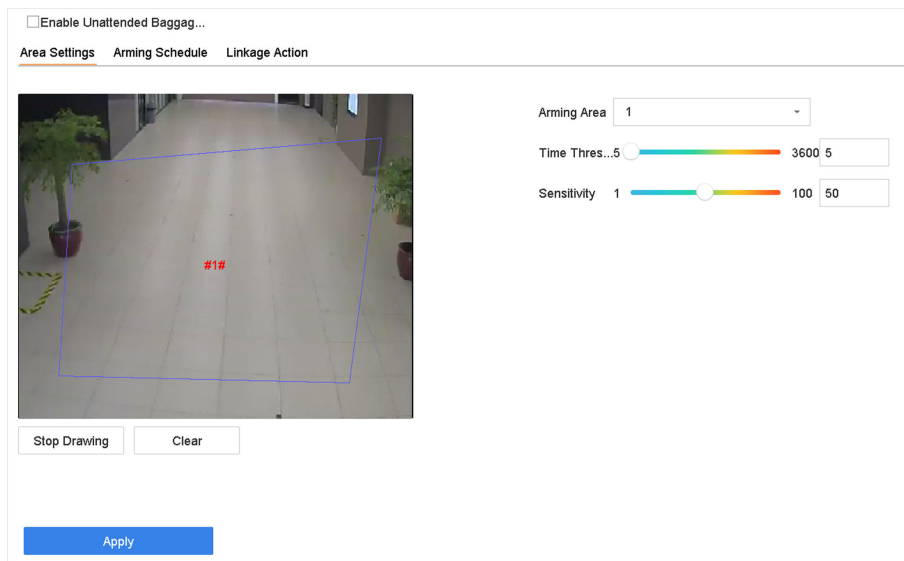 Enable Unattended Baggag...
Area Settings Arming Schedule Linkage Action
Arming Area 1
Time Thres...5 3600 5
Sensitivity 1 100 50
#1#
Stop Drawing Clear
Apply